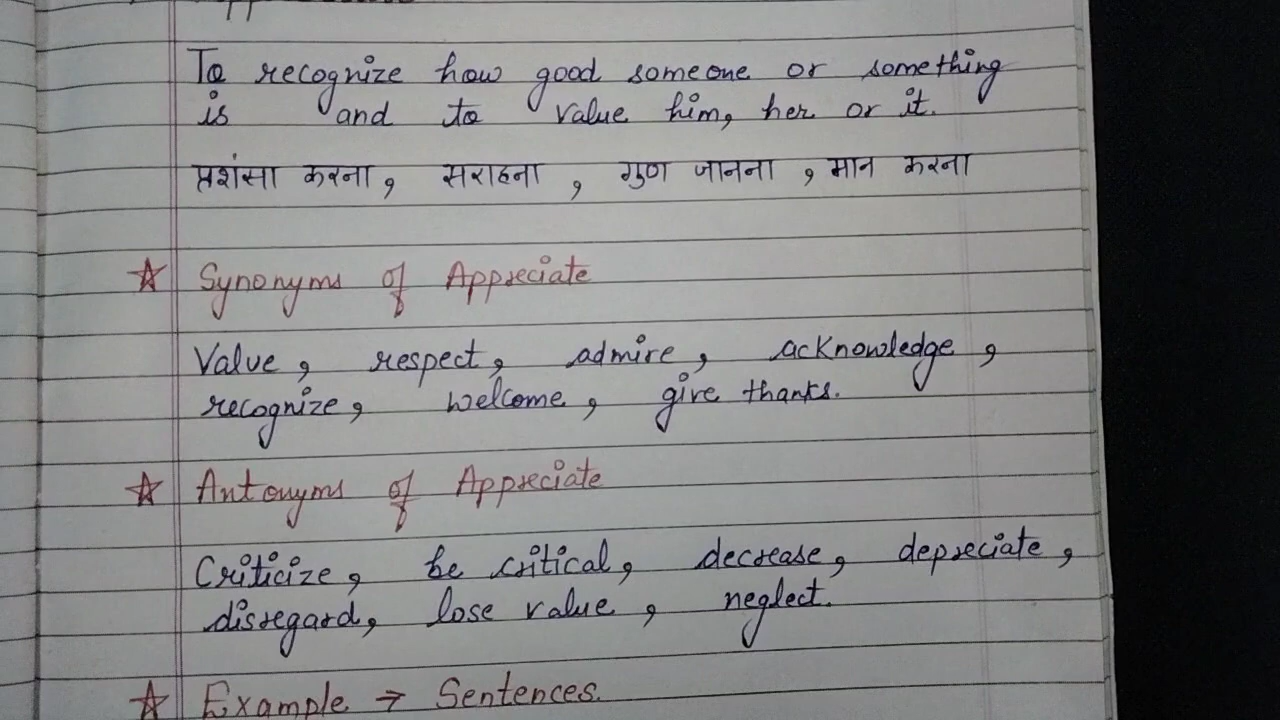 To recognize how good someone or something
is and to value him, her or it.
प्रशंसा करना, सराहना, गुण जानना, मान करना
☆ Synonyms of Appreciate
Value, respect, admire, acknowledge,
recognize, welcome, give thanks.
☆ Antonyms of Appreciate
Criticize, be critical, decrease, depreciate,
disregard, lose value, neglect.
☆ Example → Sentences.